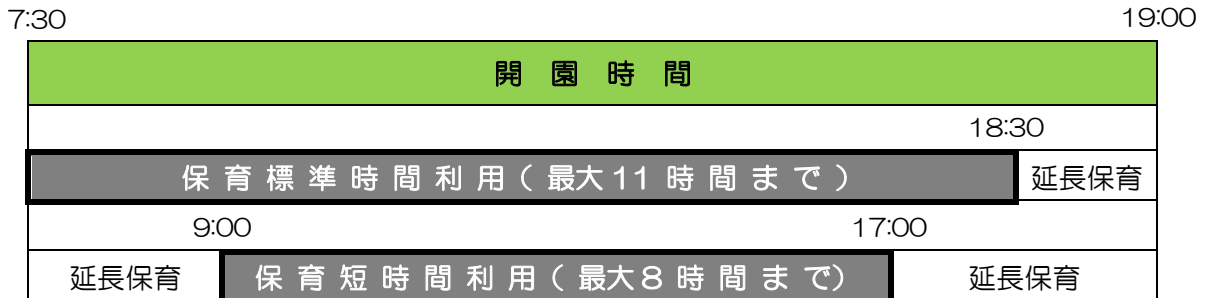 7:30 19:00
開園時間
18:30
保育標準時間利用(最大11時間まで) 延長保育
9:00 17:00
延長保育 保育短時間利用(最大8時間まで) 延長保育